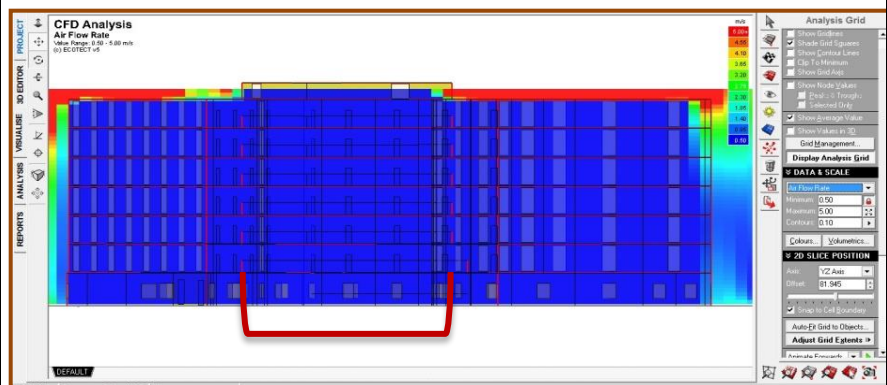 CFD Analysis
Air Flow Rate
Value Range: 0.50 - 5.00 m/s
(c) ECOTECT v5
m/s
5.00+
4.55
4.10
3.65
3.20
2.30
1.85
1.40
0.95
0.50
PROJECT
3D EDITOR
VISUALISE
ANALYSIS
REPORTS
DEFAULT
Analysis Grid
Show Gridlines
Shade Grid Squares
Show Contour Lines
Clip To Minimum
Show Grid Axis
Show Node Values
Peaks & Troughs
Selected Only
Show Average Value
Show Values in 3D
Grid Management...
Display Analysis Grid
DATA & SCALE
Air Flow Rate
Minimum: 0.50
Maximum: 5.00
Contours: 0.10
Colours... Volumetrics...
2D SLICE POSITION
Axis: YZ Axis
Offset: 81.945
Snap to Cell Boundary
Auto-Fit Grid to Objects...
Adjust Grid Extents
Animate Forwards